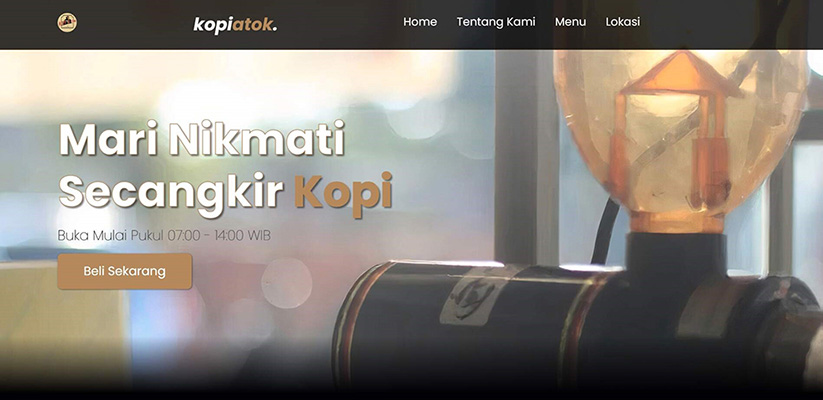 kopiatok.
Home
Tentang Kami
Menu
Lokasi
Mari Nikmati
Secangkir Kopi
Buka Mulai Pukul 07:00 - 14:00 WIB
Beli Sekarang